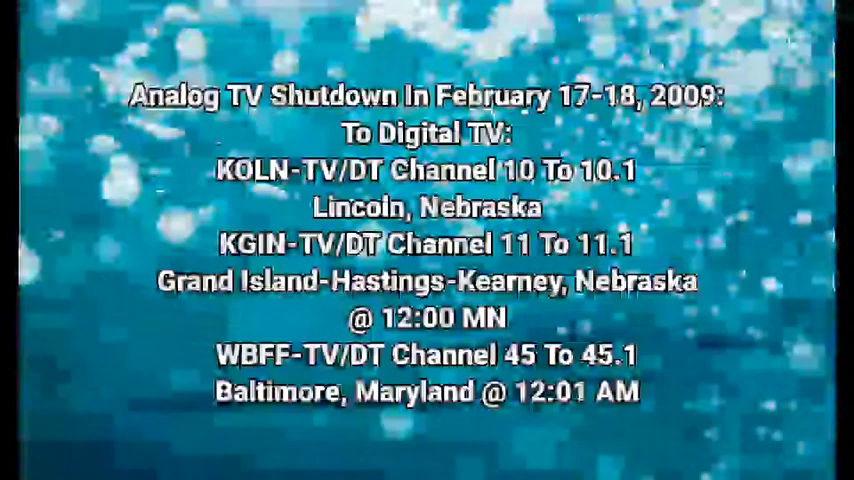 Analog TV Shutdown In February 17-18, 2009:
To Digital TV:
KOLN-TV/DT Channel 10 To 10.1
Lincoln, Nebraska
KGIN-TV/DT Channel 11 To 11.1
Grand Island-Hastings-Kearney, Nebraska
@ 12:00 MN
WBFF-TV/DT Channel 45 To 45.1
Baltimore, Maryland @ 12:01 AM